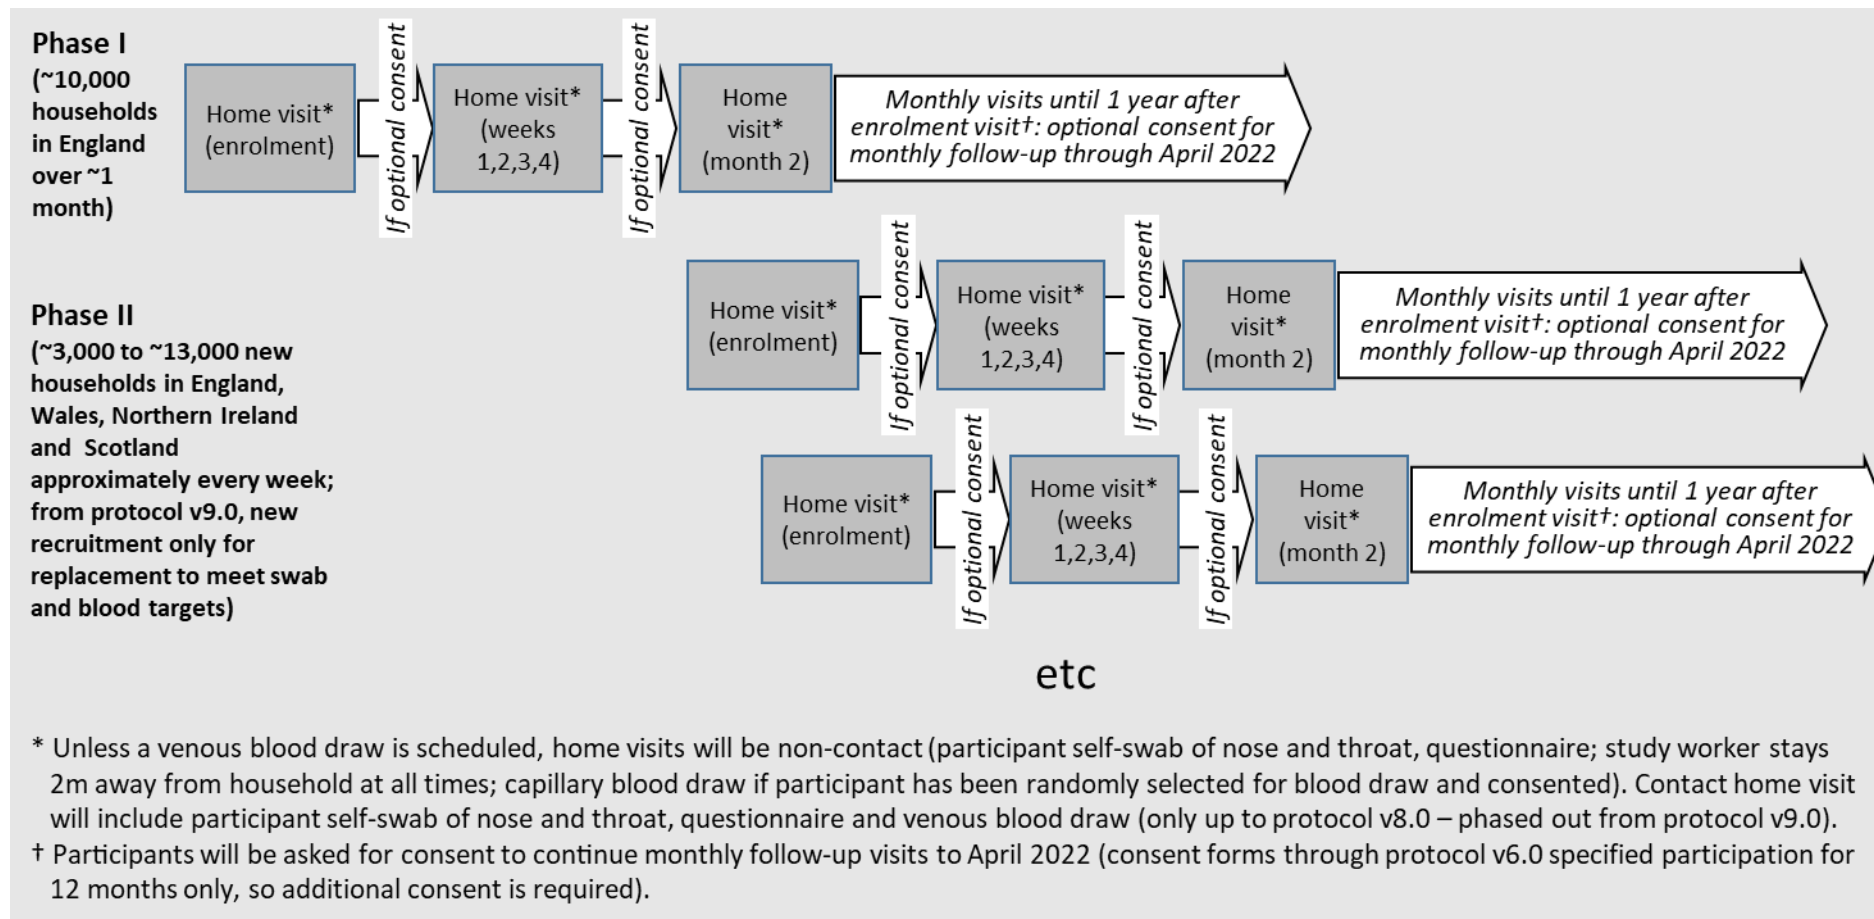 Phase I
(~10,000
households
in England
over ~1
month)
Home visit*
(enrolment)
If optional consent
Home visit*
(weeks
1,2,3,4)
If optional consent
Home
visit*
(month 2)
Monthly visits until 1 year after
enrolment visit†: optional consent for
monthly follow-up through April 2022
Phase II
(~3,000 to ~13,000 new
households in England,
Wales, Northern Ireland
and Scotland
approximately every week;
from protocol v9.0, new
recruitment only for
replacement to meet swab
and blood targets)
Home visit*
(enrolment)
If optional consent
Home visit*
(weeks
1,2,3,4)
If optional consent
Home
visit*
(month 2)
Monthly visits until 1 year after
enrolment visit†: optional consent for
monthly follow-up through April 2022
Home visit*
(enrolment)
If optional consent
Home visit*
(weeks
1,2,3,4)
If optional consent
Home
visit*
(month 2)
Monthly visits until 1 year after
enrolment visit†: optional consent for
monthly follow-up through April 2022
etc
* Unless a venous blood draw is scheduled, home visits will be non-contact (participant self-swab of nose and throat, questionnaire; study worker stays
2m away from household at all times; capillary blood draw if participant has been randomly selected for blood draw and consented). Contact home visit
will include participant self-swab of nose and throat, questionnaire and venous blood draw (only up to protocol v8.0 – phased out from protocol v9.0).
† Participants will be asked for consent to continue monthly follow-up visits to April 2022 (consent forms through protocol v6.0 specified participation for
12 months only, so additional consent is required).